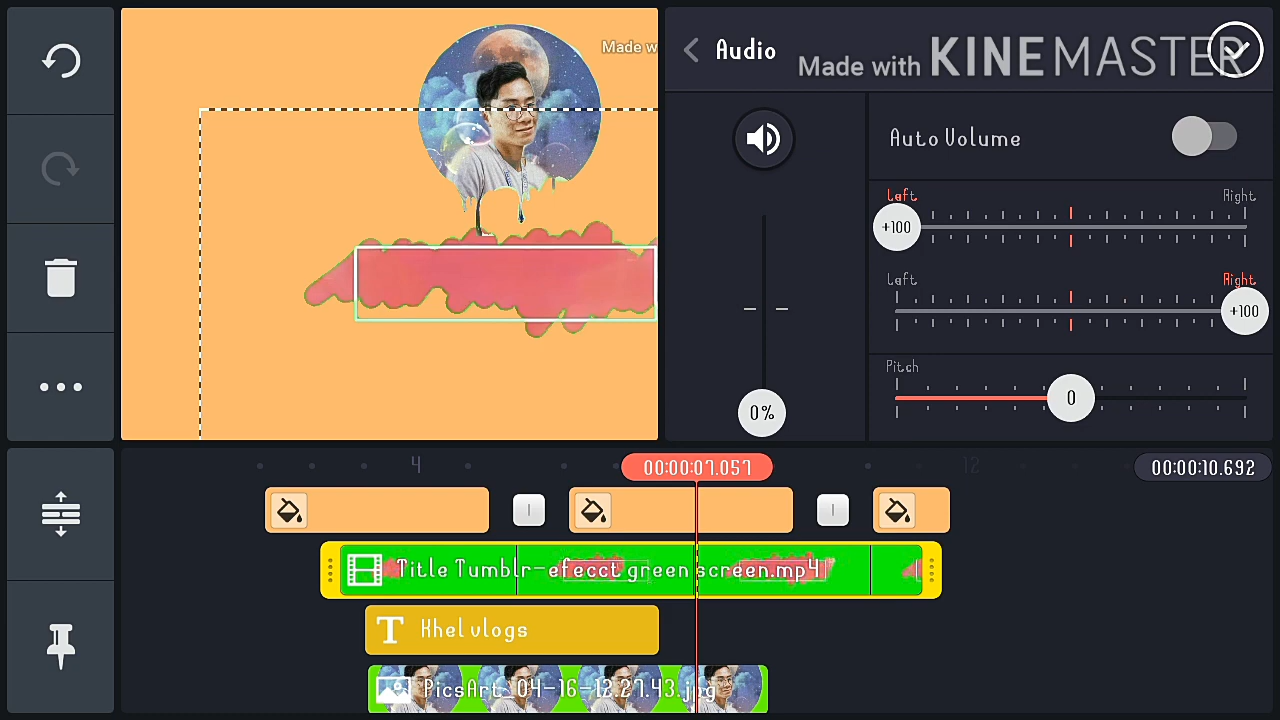 Made w
Audio
Made with KINEMASTER
Auto Volume
Left
Right
+100
Left
Right
+100
Pitch
0
0%
4
00:00:07.057
12
00:00:10.692
Title Tumblr-efecct green screen.mp4
T Khel vlogs
PicsArt_04-16-12.27.43.jpg